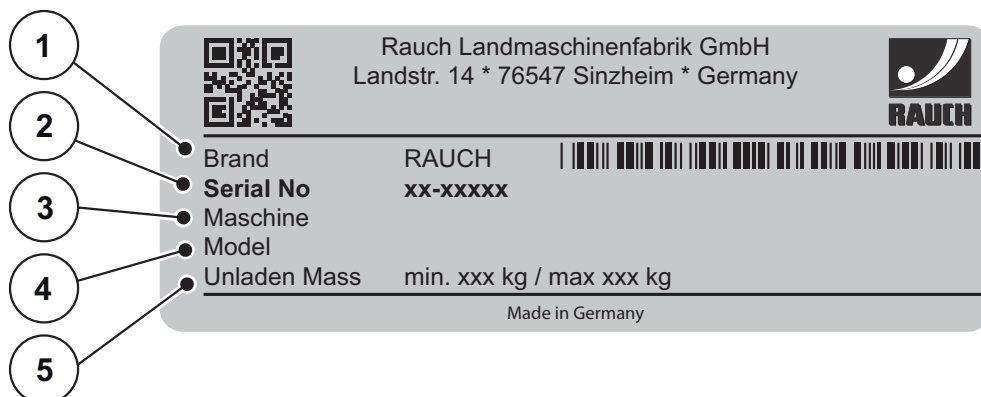 Rauch Landmaschinenfabrik GmbH
Landstr. 14 * 76547 Sinzheim * Germany
RAUCH
1 Brand RAUCH
2 Serial No xx-xxxxx
3 Maschine
4 Model
5 Unladen Mass min. xxx kg / max xxx kg
Made in Germany